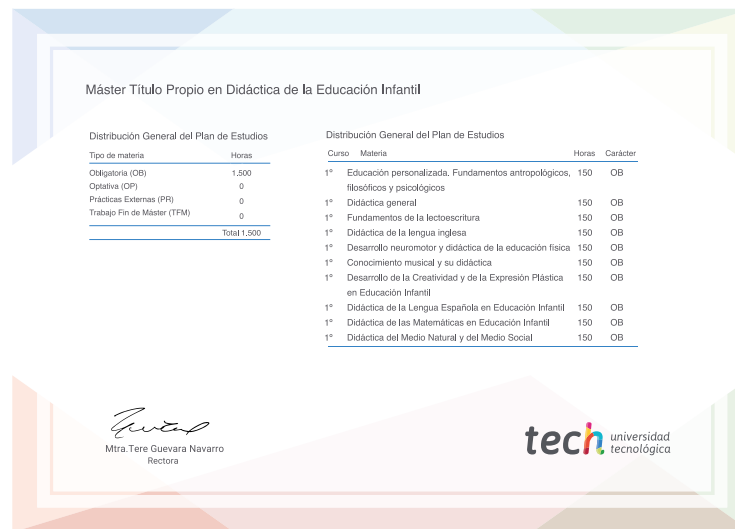 Máster Título Propio en Didáctica de la Educación Infantil
Distribución General del Plan de Estudios
Tipo de materia Horas
Obligatoria (OB) 1.500
Optativa (OP) 0
Prácticas Externas (PR) 0
Trabajo Fin de Máster (TFM) 0
Total 1,500
Distribución General del Plan de Estudios
Curso Materia Horas Carácter
1º Educación personalizada. Fundamentos antropológicos, 150 OB
filosóficos y psicológicos
1º Didáctica general 150 OB
1º Fundamentos de la lectoescritura 150 OB
1º Didáctica de la lengua inglesa 150 OB
1º Desarrollo neuromotor y didáctica de la educación física 150 OB
1º Conocimiento musical y su didáctica 150 OB
1º Desarrollo de la Creatividad y de la Expresión Plástica 150 OB
en Educación Infantil
1º Didáctica de la Lengua Española en Educación Infantil 150 OB
1º Didáctica de las Matemáticas en Educación Infantil 150 OB
1º Didáctica del Medio Natural y del Medio Social 150 OB
Mtra.Tere Guevara Navarro
Rectora
tech universidad
tecnológica